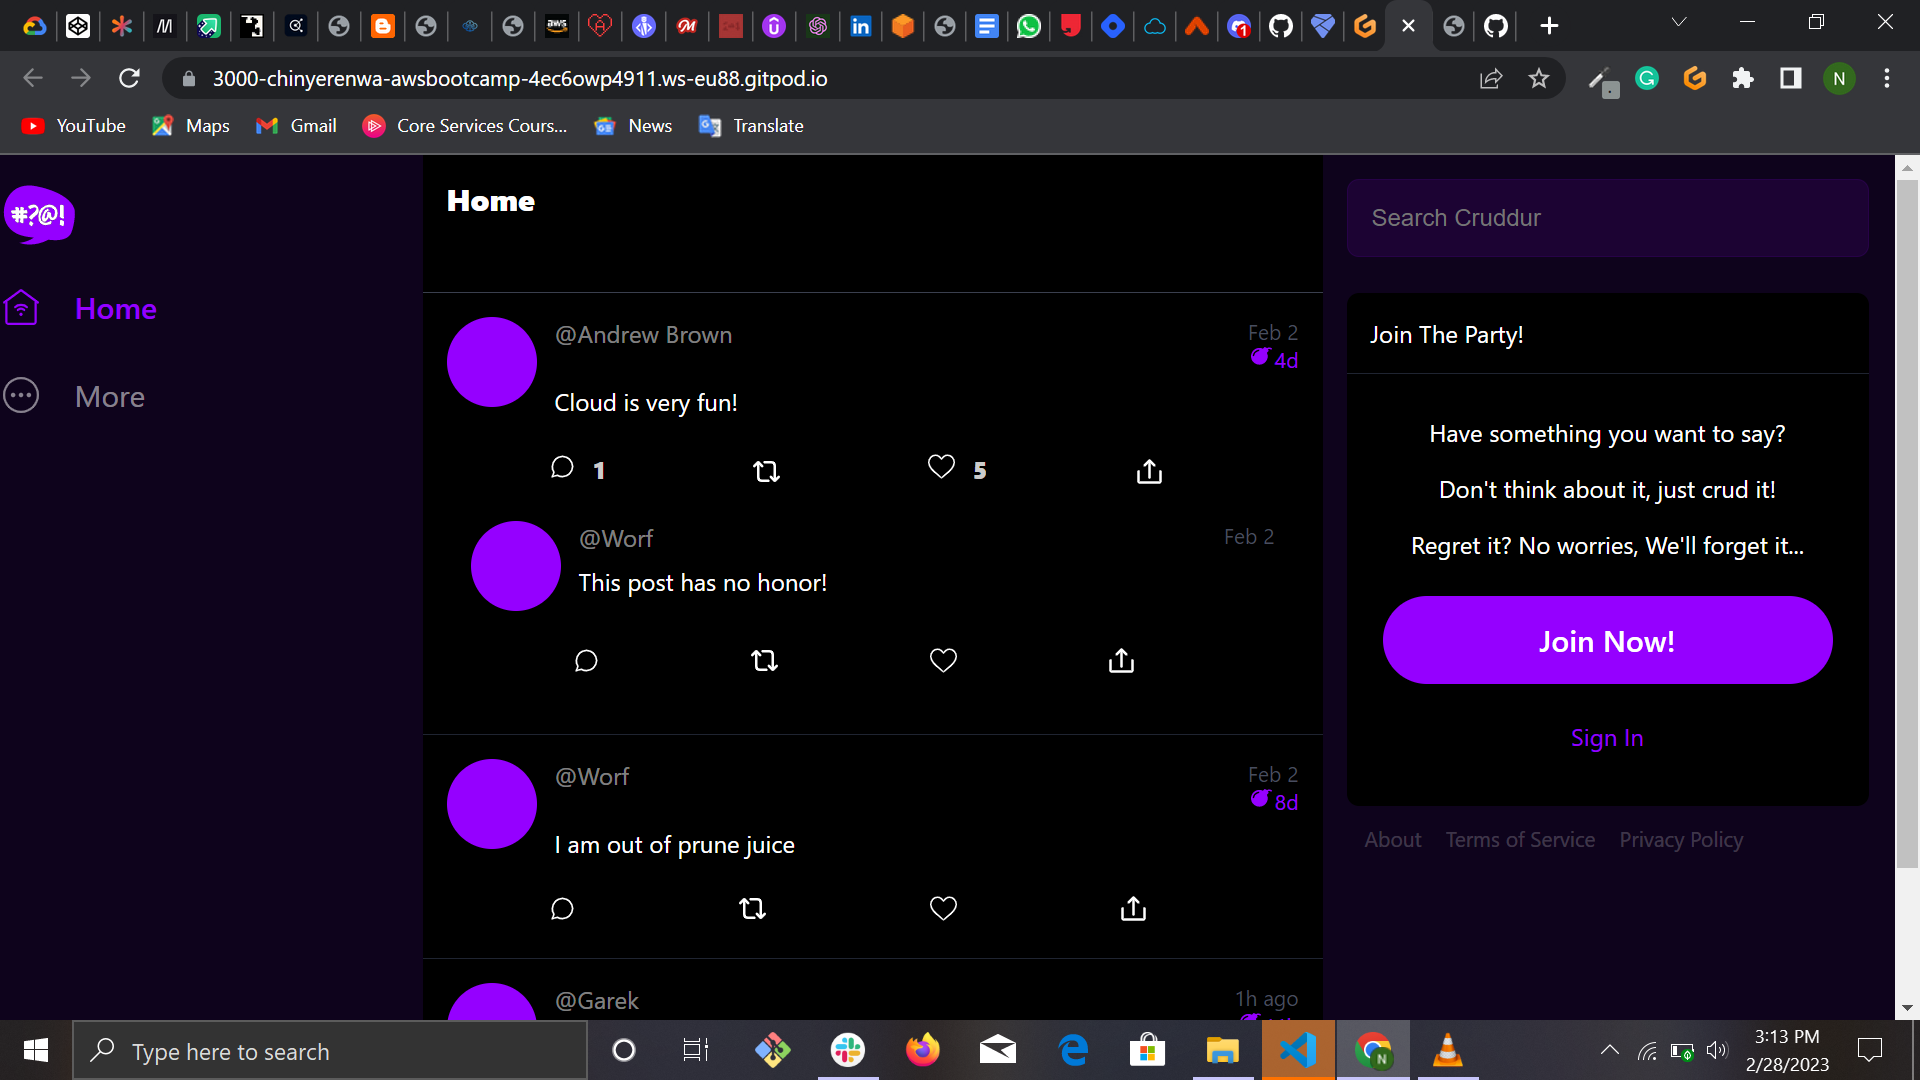 3000-chinyerenwa-awsbootcamp-4ec6owp4911.ws-eu88.gitpod.io
N
YouTube
Maps
Gmail
Core Services Cours...
News
Translate
#?@!
Home
More
Home
@Andrew Brown
Feb 2
4d
Cloud is very fun!
1
5
@Worf
Feb 2
This post has no honor!
@Worf
Feb 2
8d
I am out of prune juice
@Garek
1h ago
Search Cruddur
Join The Party!
Have something you want to say?
Don't think about it, just crud it!
Regret it? No worries, We'll forget it...
Join Now!
Sign In
About Terms of Service Privacy Policy
Type here to search
N
3:13 PM
2/28/2023